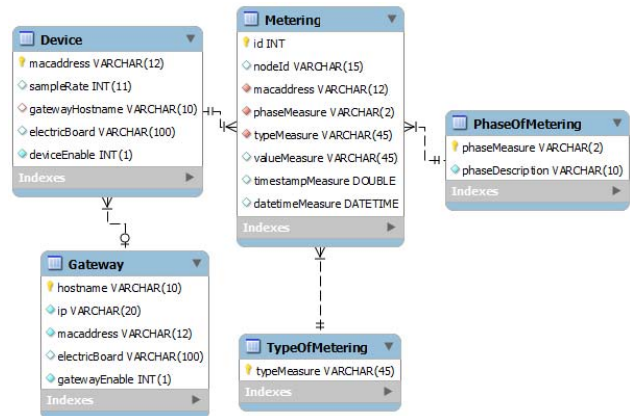 Device
macaddress VARCHAR(12)
sampleRate INT(11)
gatewayHostname VARCHAR(10)
electricBoard VARCHAR(100)
deviceEnable INT(1)
Indexes
Metering
id INT
nodeId VARCHAR(15)
macaddress VARCHAR(12)
phaseMeasure VARCHAR(2)
typeMeasure VARCHAR(45)
valueMeasure VARCHAR(45)
timestampMeasure DOUBLE
datetimeMeasure DATETIME
Indexes
PhaseOfMetering
phaseMeasure VARCHAR(2)
phaseDescription VARCHAR(10)
Indexes
Gateway
hostname VARCHAR(10)
ip VARCHAR(20)
macaddress VARCHAR(12)
electricBoard VARCHAR(100)
gatewayEnable INT(1)
Indexes
TypeOfMetering
typeMeasure VARCHAR(45)
Indexes